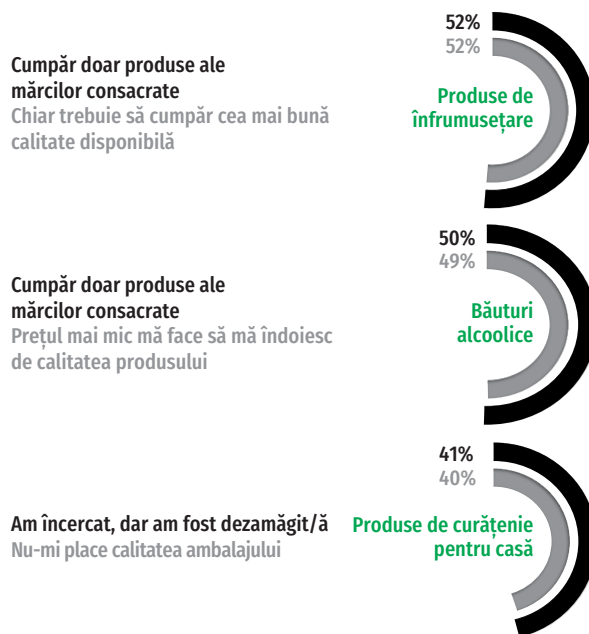 52%
52%
Cumpăr doar produse ale
mărcilor consacrate
Chiar trebuie să cumpăr cea mai bună
calitate disponibilă
Produse de
înfrumusețare
50%
49%
Cumpăr doar produse ale
mărcilor consacrate
Prețul mai mic mă face să mă îndoiesc
de calitatea produsului
Băuturi
alcoolice
41%
40%
Am încercat, dar am fost dezamăgit/ă
Nu-mi place calitatea ambalajului
Produse de curățenie
pentru casă